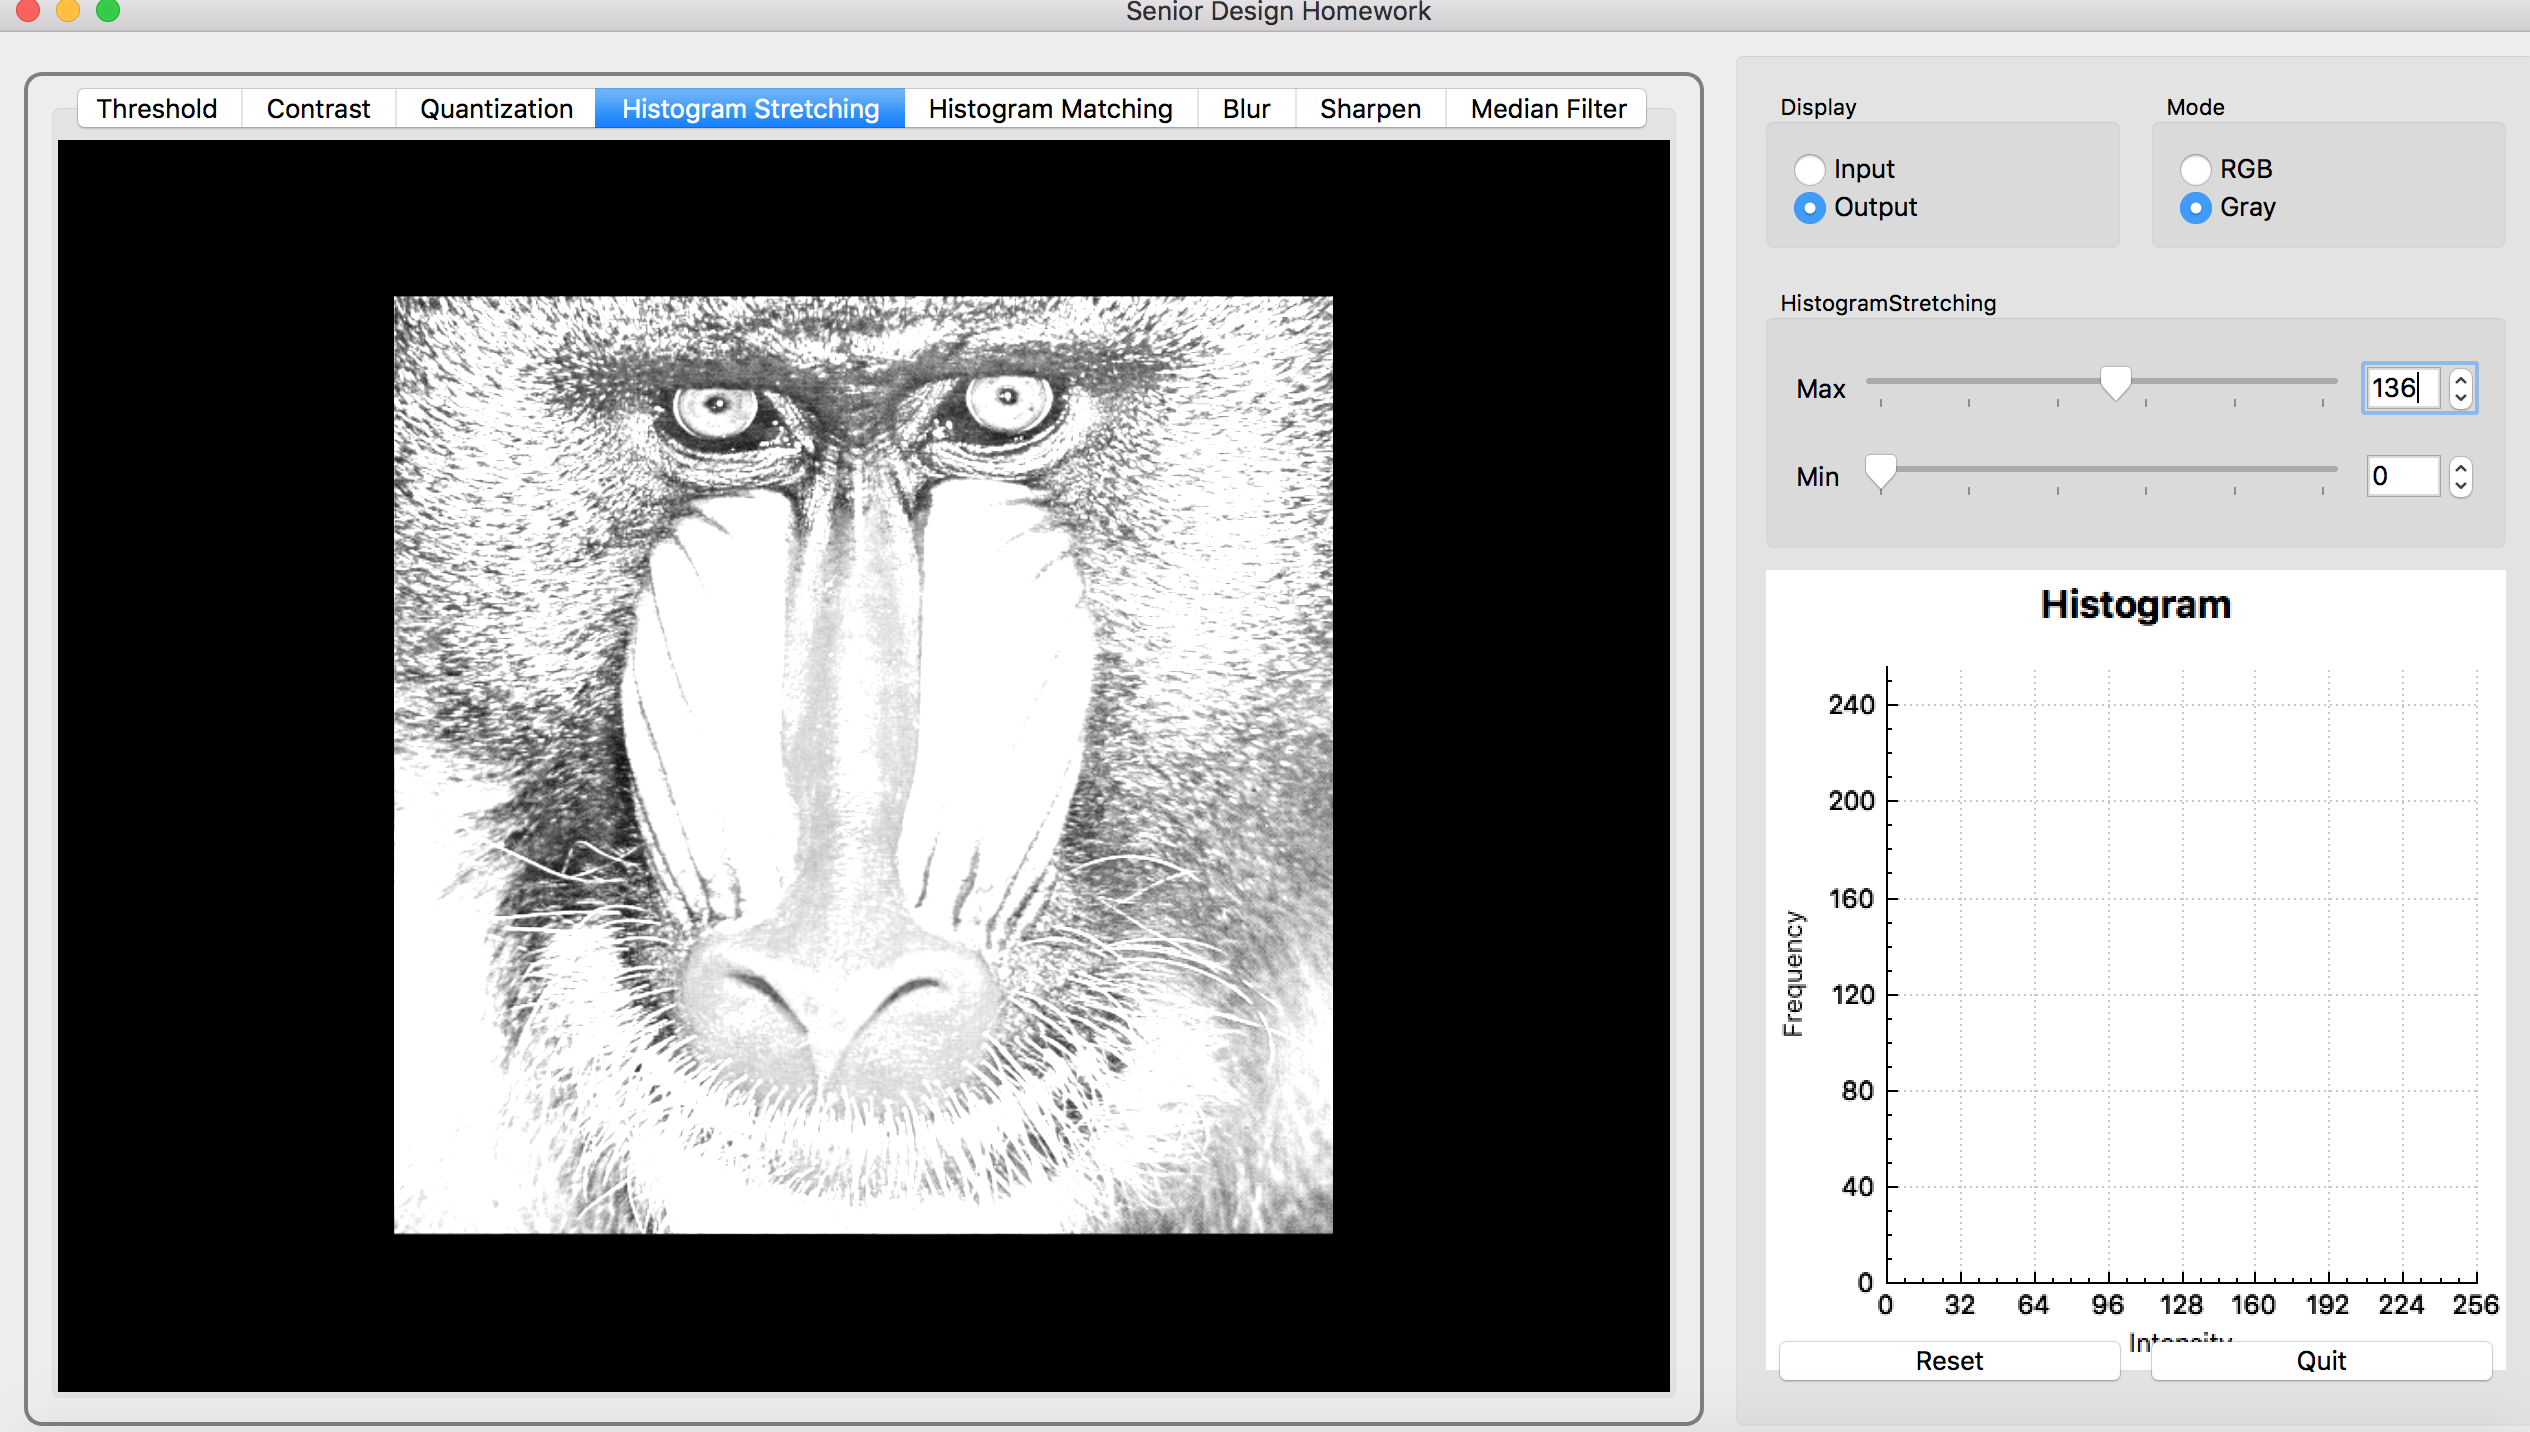 Senior Design Homework
Threshold Contrast Quantization Histogram Stretching Histogram Matching Blur Sharpen Median Filter
Display
Input
Output
Mode
RGB
Gray
HistogramStretching
Max 136
Min 0
Histogram
Frequency
240
200
160
120
80
40
0
0 32 64 96 128 160 192 224 256
Intensity
Reset Quit